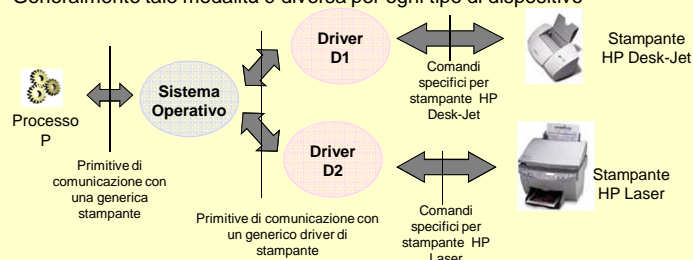 Generalmente tale modalità è diversa per ogni tipo di dispositivo
Driver
D1
Stampante
HP Desk-Jet
Comandi
specifici per
stampante HP
Desk-Jet
Sistema
Operativo
Processo
P
Primitive di
comunicazione con
una generica
stampante
Driver
D2
Stampante
HP Laser
Primitive di comunicazione con
un generico driver di
stampante
Comandi
specifici per
stampante HP
Laser